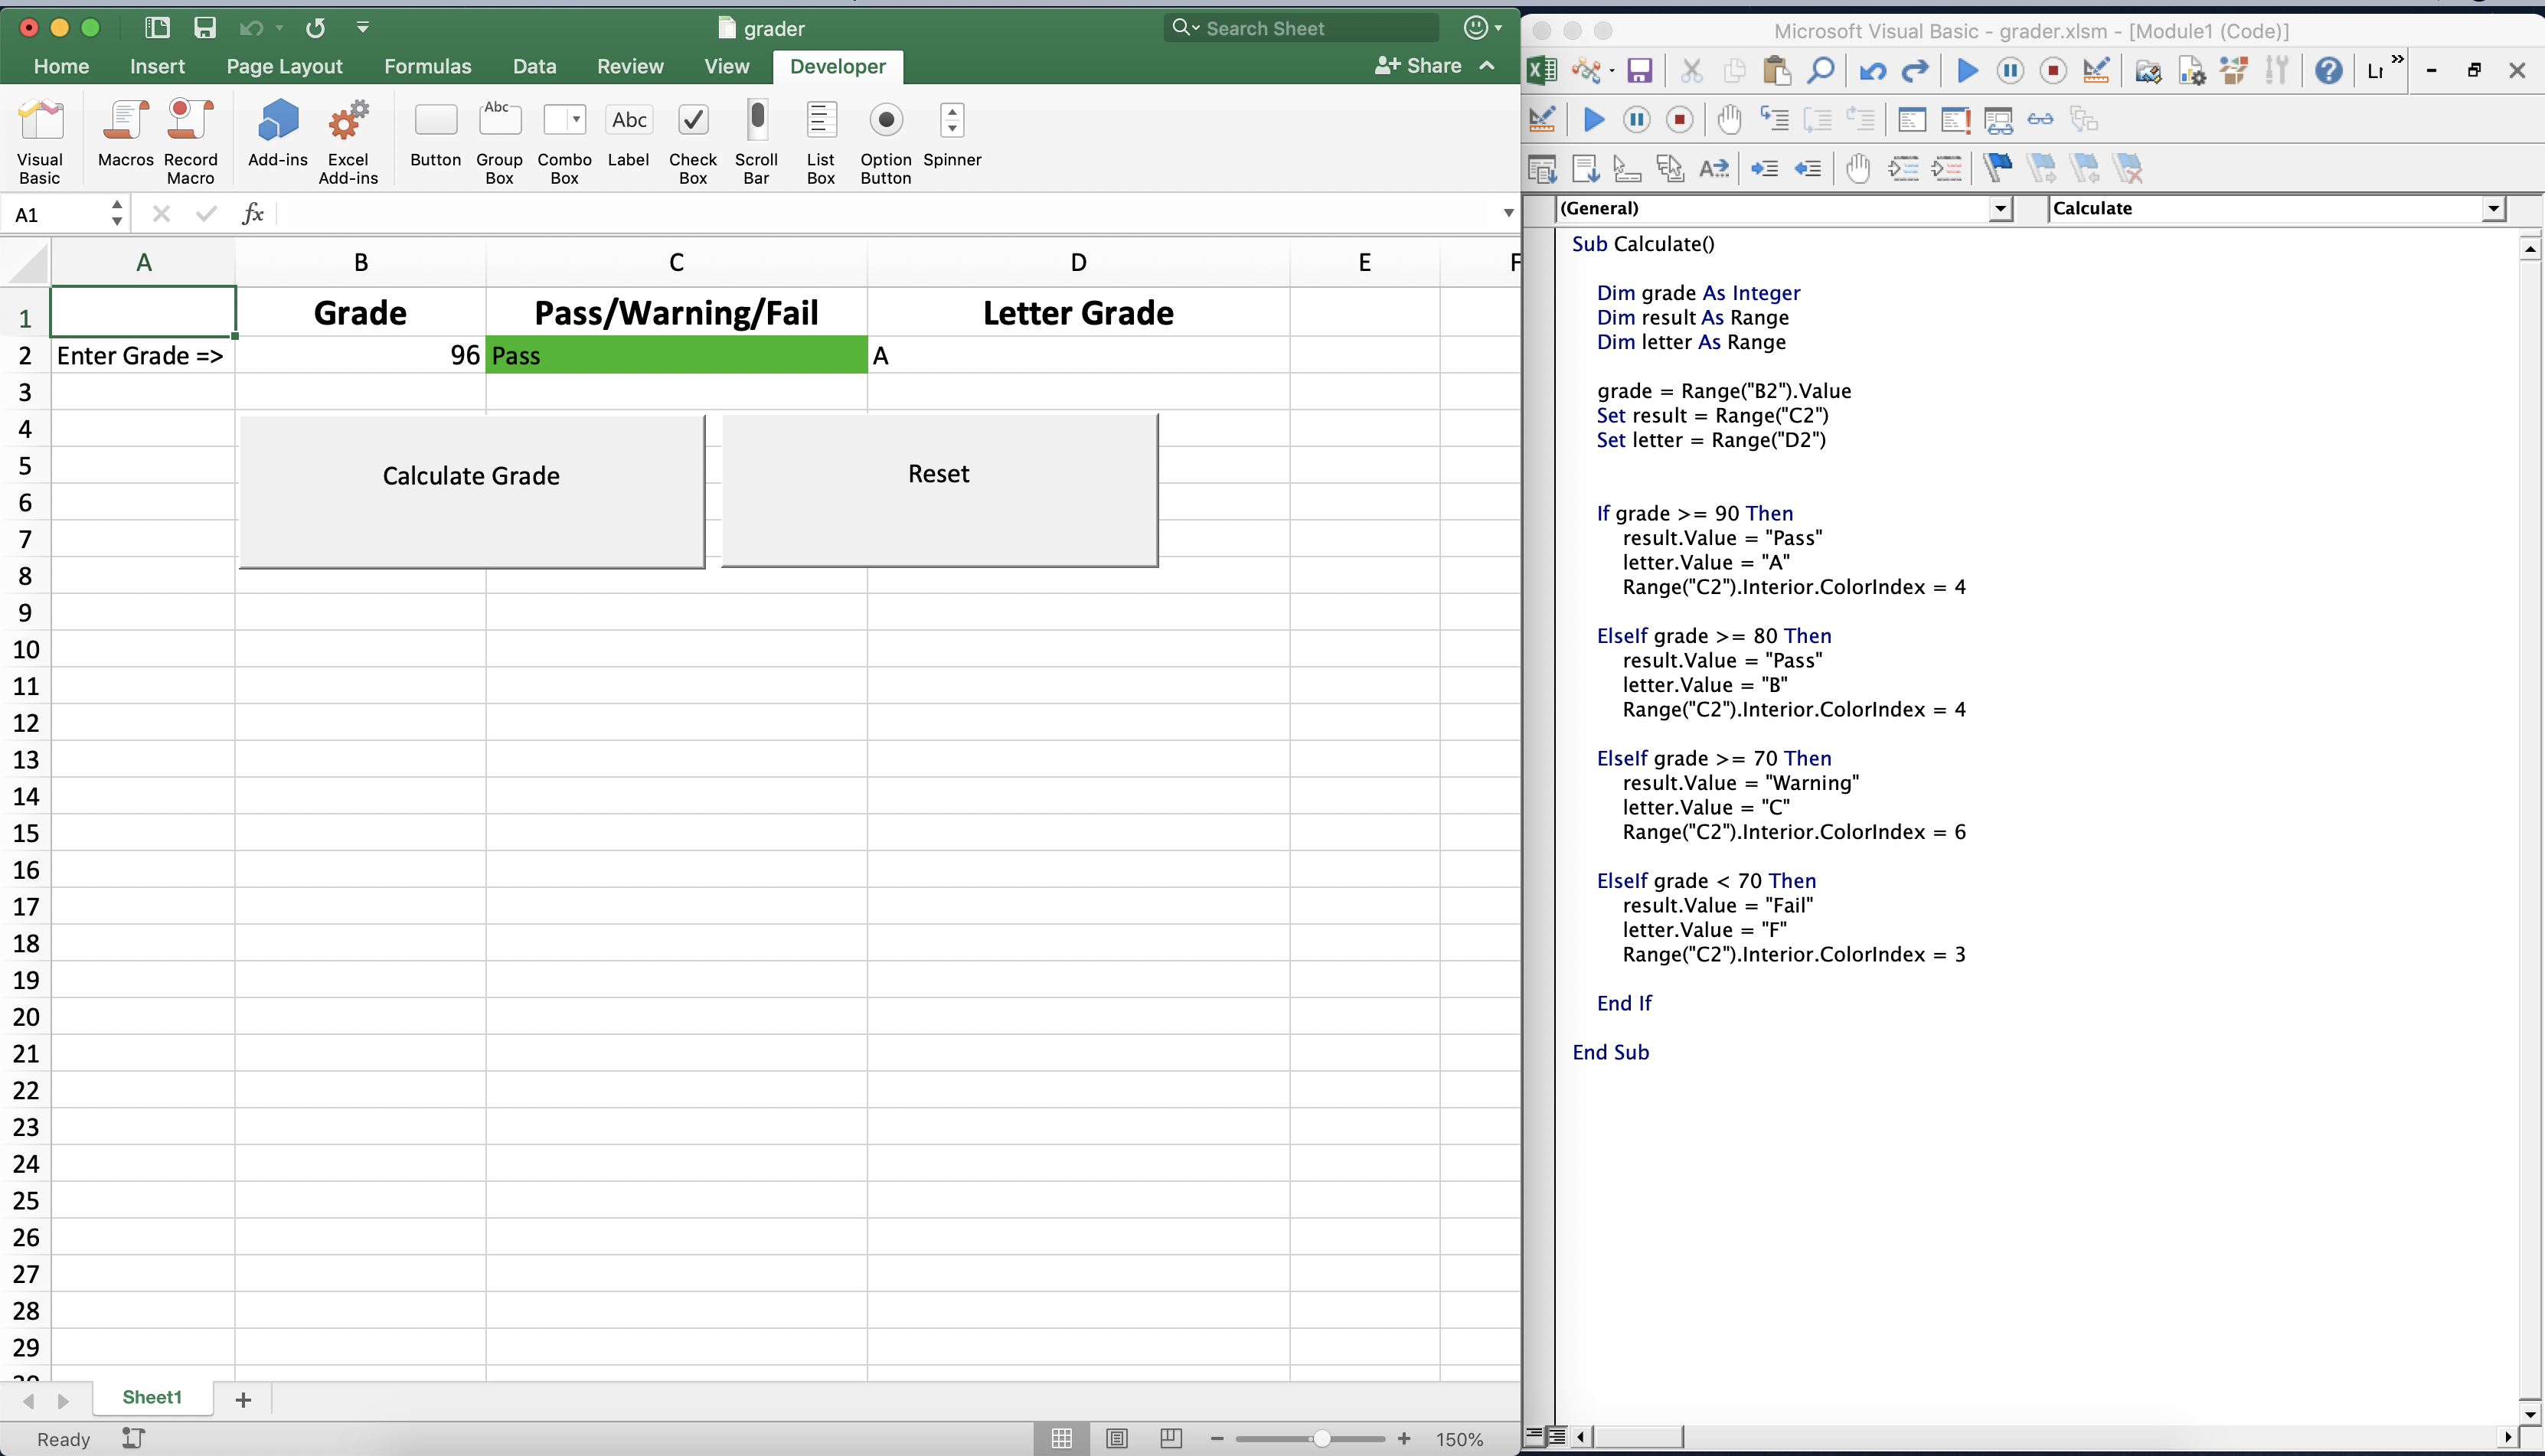 grader
Search Sheet
Home Insert Page Layout Formulas Data Review View Developer Share
Visual Basic
Macros
Record Macro
Add-ins
Excel Add-ins
Button
Abc
Group Box
Combo Box
Abc
Label
Check Box
Scroll Bar
List Box
Option Button
Spinner
A1 fx
A B C D E F
1 Grade Pass/Warning/Fail Letter Grade
2 Enter Grade => 96 Pass A
3
4
5
6
7
8
Calculate Grade
Reset
9
10
11
12
13
14
15
16
17
18
19
20
21
22
23
24
25
26
27
28
29
Sheet1 +
Ready
150%
Microsoft Visual Basic - grader.xlsm - [Module1 (Code)]
(General) Calculate
Sub Calculate()
Dim grade As Integer
Dim result As Range
Dim letter As Range
grade = Range("B2").Value
Set result = Range("C2")
Set letter = Range("D2")
If grade >= 90 Then
result.Value = "Pass"
letter.Value = "A"
Range("C2").Interior.ColorIndex = 4
ElseIf grade >= 80 Then
result.Value = "Pass"
letter.Value = "B"
Range("C2").Interior.ColorIndex = 4
ElseIf grade >= 70 Then
result.Value = "Warning"
letter.Value = "C"
Range("C2").Interior.ColorIndex = 6
ElseIf grade < 70 Then
result.Value = "Fail"
letter.Value = "F"
Range("C2").Interior.ColorIndex = 3
End If
End Sub